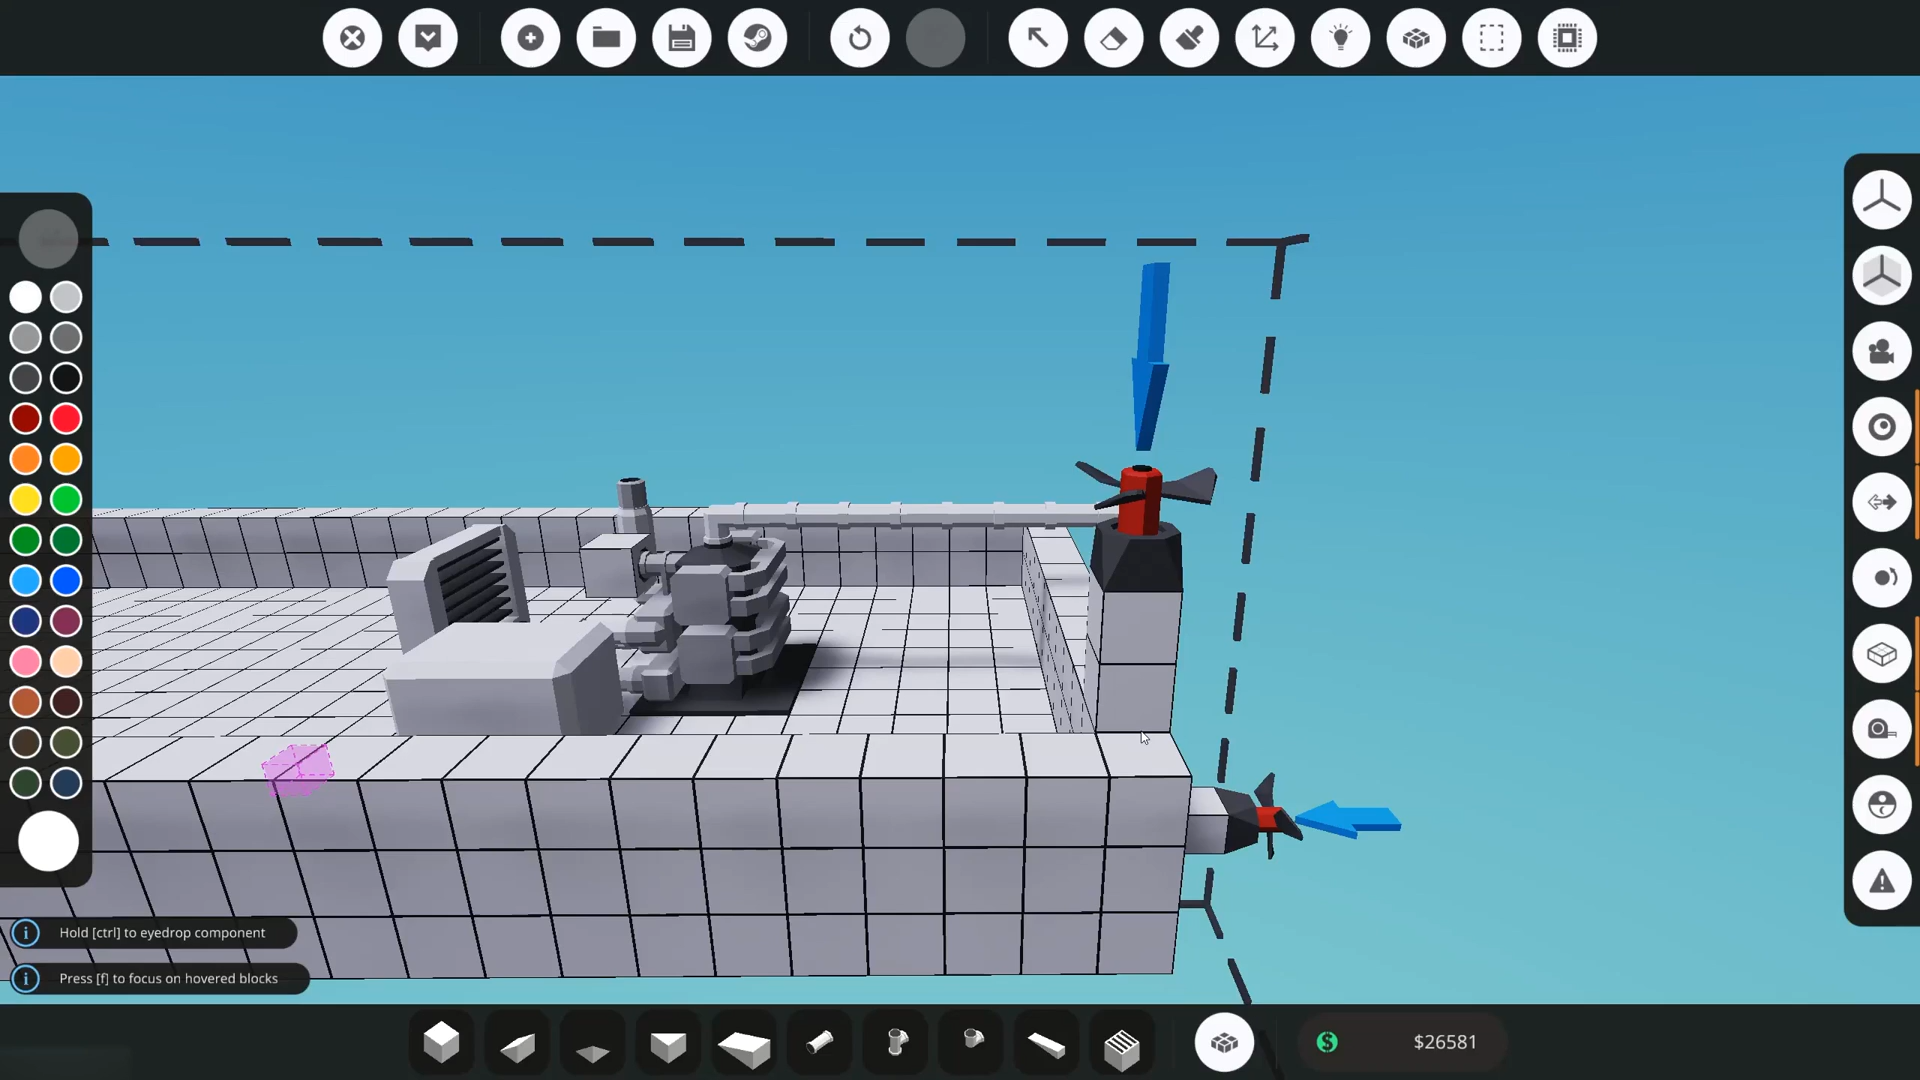 Hold [ctrl] to eyedrop component
Press [f] to focus on hovered blocks
$26581